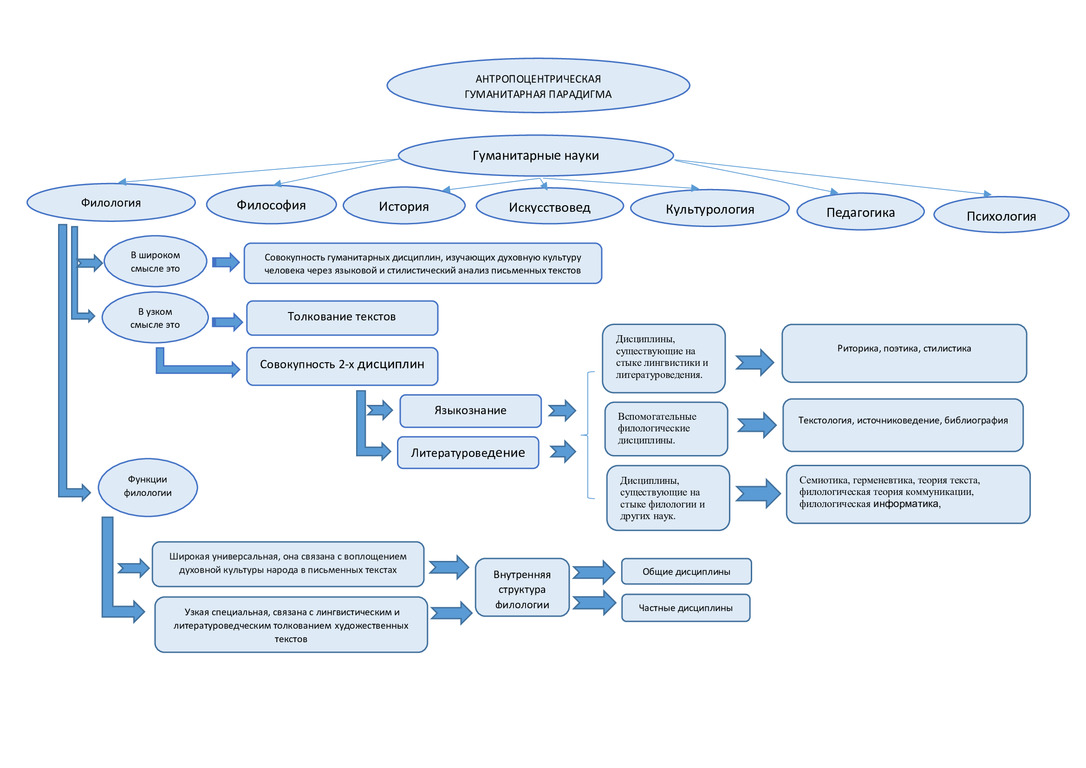 АНТРОПОЦЕНТРИЧЕСКАЯ
ГУМАНИТАРНАЯ ПАРАДИГМА
Гуманитарные науки
Филология
Философия
История
Искусствовед
Культурология
Педагогика
Психология
В широком
смысле это
Совокупность гуманитарных дисциплин, изучающих духовную культуру
человека через языковой и стилистический анализ письменных текстов
В узком
смысле это
Толкование текстов
Совокупность 2-х дисциплин
Языкознание
Литературоведение
Дисциплины,
существующие на
стыке лингвистики и
литературоведения.
Риторика, поэтика, стилистика
Вспомогательные
филологические
дисциплины.
Текстология, источниковедение, библиография
Дисциплины,
существующие на
стыке филологии и
других наук.
Семиотика, герменевтика, теория текста,
филологическая теория коммуникации,
филологическая информатика,
Функции
филологии
Широкая универсальная, она связана с воплощением
духовной культуры народа в письменных текстах
Узкая специальная, связана с лингвистическим и
литературоведческим толкованием художественных
текстов
Внутренняя
структура
филологии
Общие дисциплины
Частные дисциплины